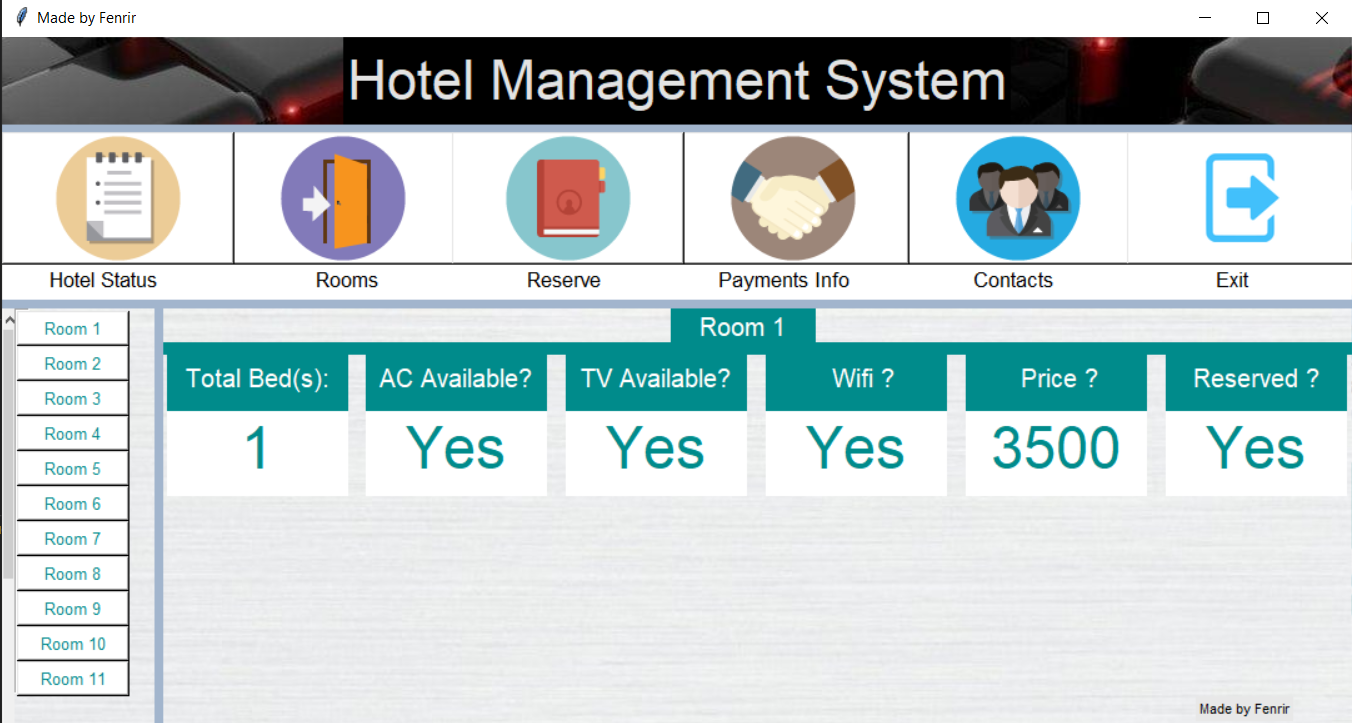 Made by Fenrir
Hotel Management System
Hotel Status Rooms Reserve Payments Info Contacts Exit
Room 1
Room 2
Room 3
Room 4
Room 5
Room 6
Room 7
Room 8
Room 9
Room 10
Room 11
Room 1
Total Bed(s): AC Available? TV Available? Wifi ? Price ? Reserved ?
1 Yes Yes Yes 3500 Yes
Made by Fenrir